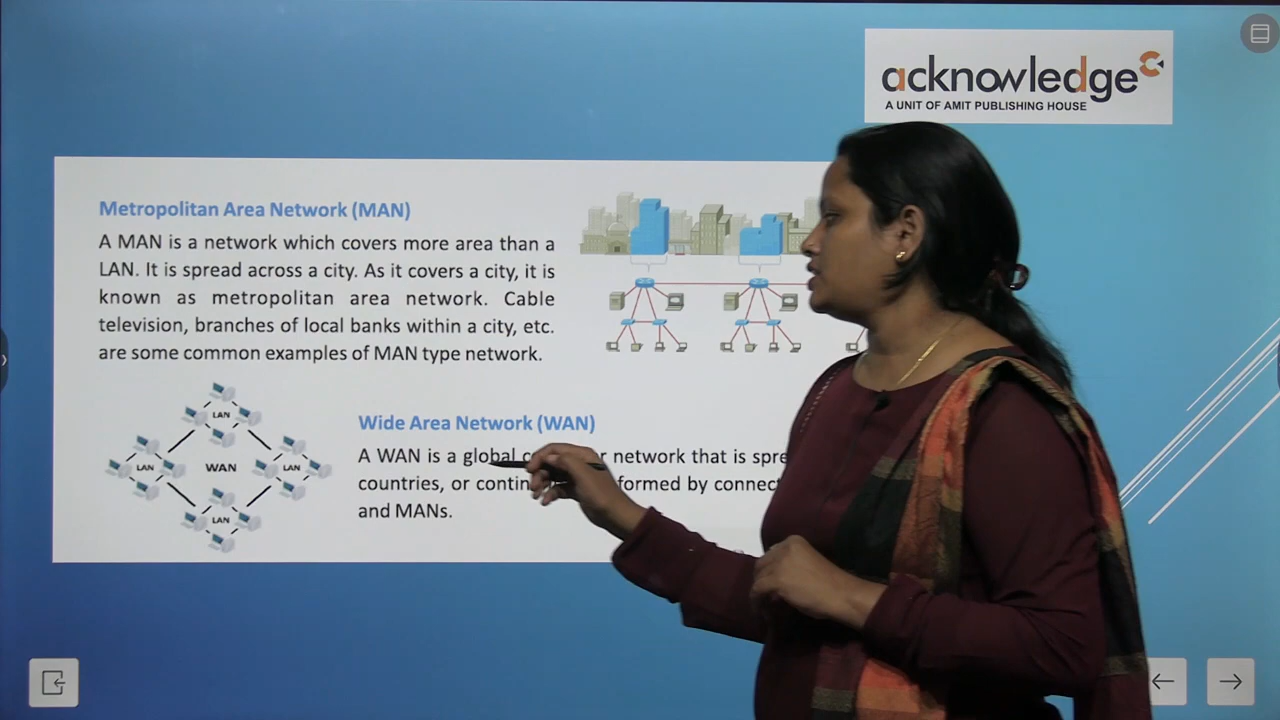 acknowledge
A UNIT OF AMIT PUBLISHING HOUSE
Metropolitan Area Network (MAN)
A MAN is a network which covers more area than a
LAN. It is spread across a city. As it covers a city, it is
known as metropolitan area network. Cable
television, branches of local banks within a city, etc.
are some common examples of MAN type network.
LAN
LAN
WAN
LAN
LAN
Wide Area Network (WAN)
A WAN is a global network that is
countries, or formed by
and MANs.